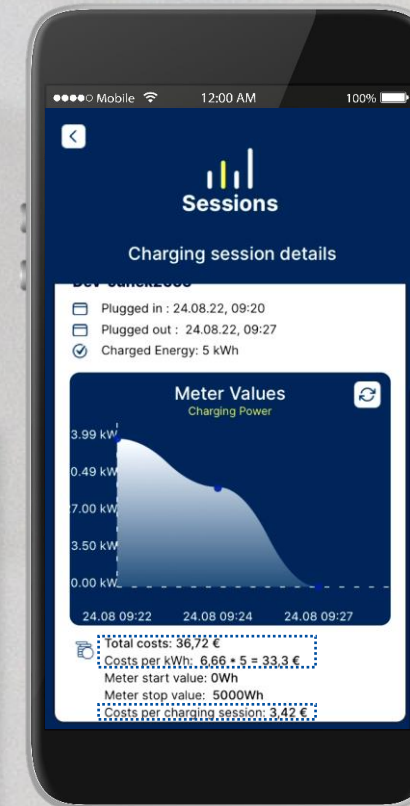 Mobile 12:00 AM 100%
Sessions
Charging session details
Plugged in : 24.08.22, 09:20
Plugged out : 24.08.22, 09:27
Charged Energy: 5 kWh
Meter Values
Charging Power
3.99 kW
0.49 kW
7.00 kW
3.50 kW
0.00 kW
24.08 09:22 24.08 09:24 24.08 09:27
Total costs: 36,72 €
Costs per kWh: 6,66 * 5 = 33,3 €
Meter start value: 0Wh
Meter stop value: 5000Wh
Costs per charging session: 3,42 €